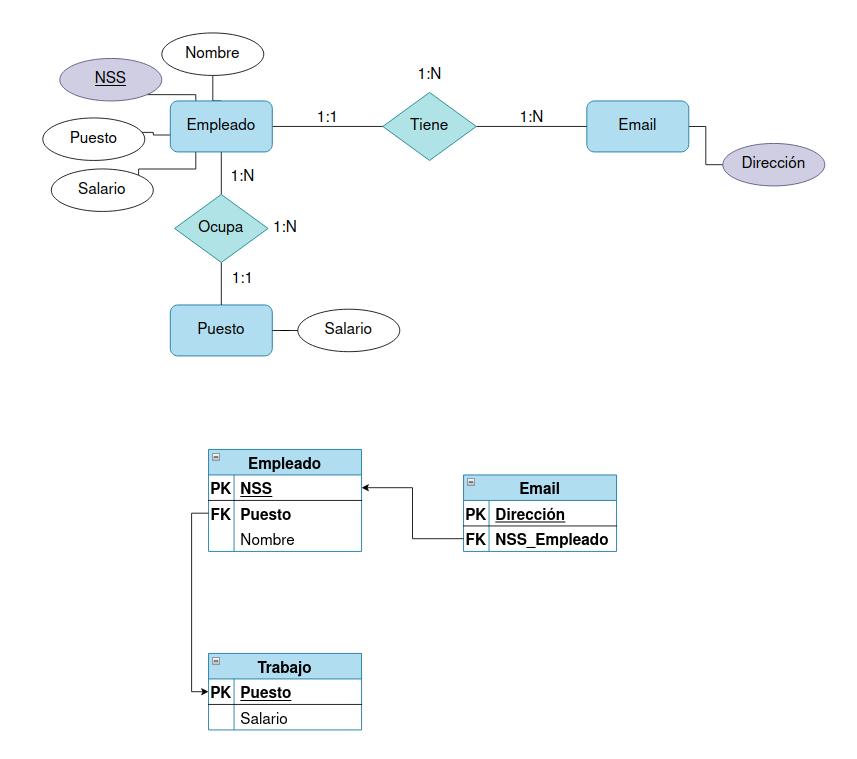 Nombre
NSS
1:N
Empleado
1:1
Tiene
1:N
Email
Puesto
Dirección
Salario
1:N
Ocupa
1:N
1:1
Puesto
Salario
Empleado
PK NSS
FK Puesto
Nombre
Email
PK Dirección
FK NSS_Empleado
Trabajo
PK Puesto
Salario